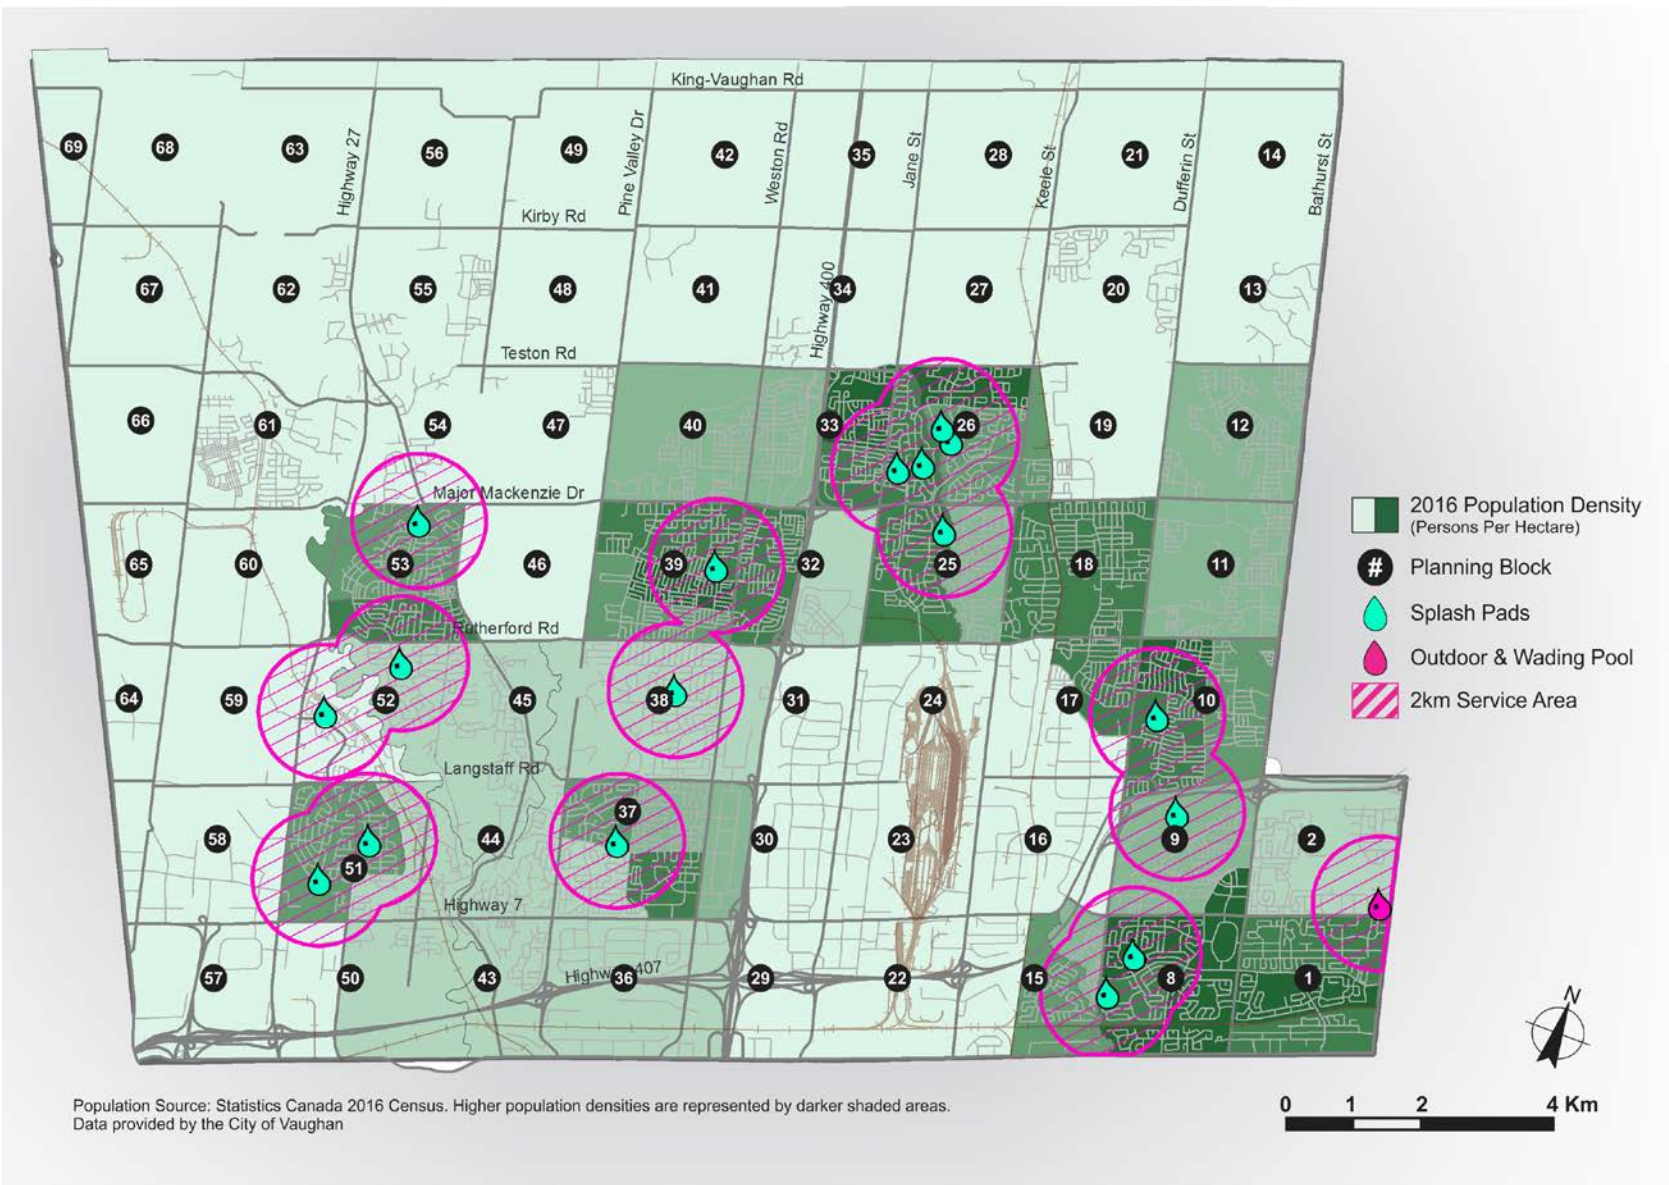 King-Vaughan Rd
69
68
63
Highway 27
56
49
Pine Valley Dr
42
Weston Rd
35
Jane St
28
Keele St
21
Dufferin St
14
Bathurst St
Kirby Rd
67
62
55
48
41
Highway 400
34
27
20
13
Teston Rd
66
61
54
47
40
33
26
19
12
Major Mackenzie Dr
65
60
53
46
39
32
25
18
11
Rutherford Rd
64
59
52
45
38
31
24
17
10
Langstaff Rd
58
51
44
37
30
23
16
9
2
Highway 7
57
50
43
Highway 407
36
29
22
15
8
1
2016 Population Density
(Persons Per Hectare)
# Planning Block
Splash Pads
Outdoor & Wading Pool
2km Service Area
N
Population Source: Statistics Canada 2016 Census. Higher population densities are represented by darker shaded areas.
Data provided by the City of Vaughan
0 1 2 4 Km